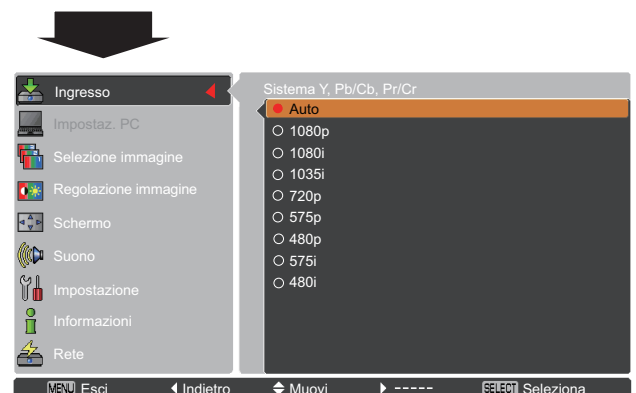 Ingresso
Impostaz. PC
Selezione immagine
Regolazione immagine
Schermo
Suono
Impostazione
Informazioni
Rete
Sistema Y, Pb/Cb, Pr/Cr
Auto
1080p
1080i
1035i
720p
575p
480p
575i
480i
MENU Esci Indietro Muovi ----- SELECT Seleziona